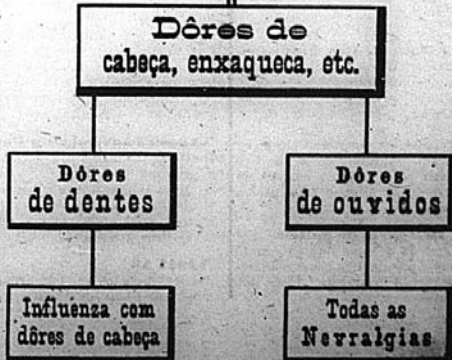 Dôres de
cabeça, enxaqueca, etc.
Dôres
de dentes
Dôres
de ouvidos
Influenza com
dôres de cabeça
Todas as
Nevralgias